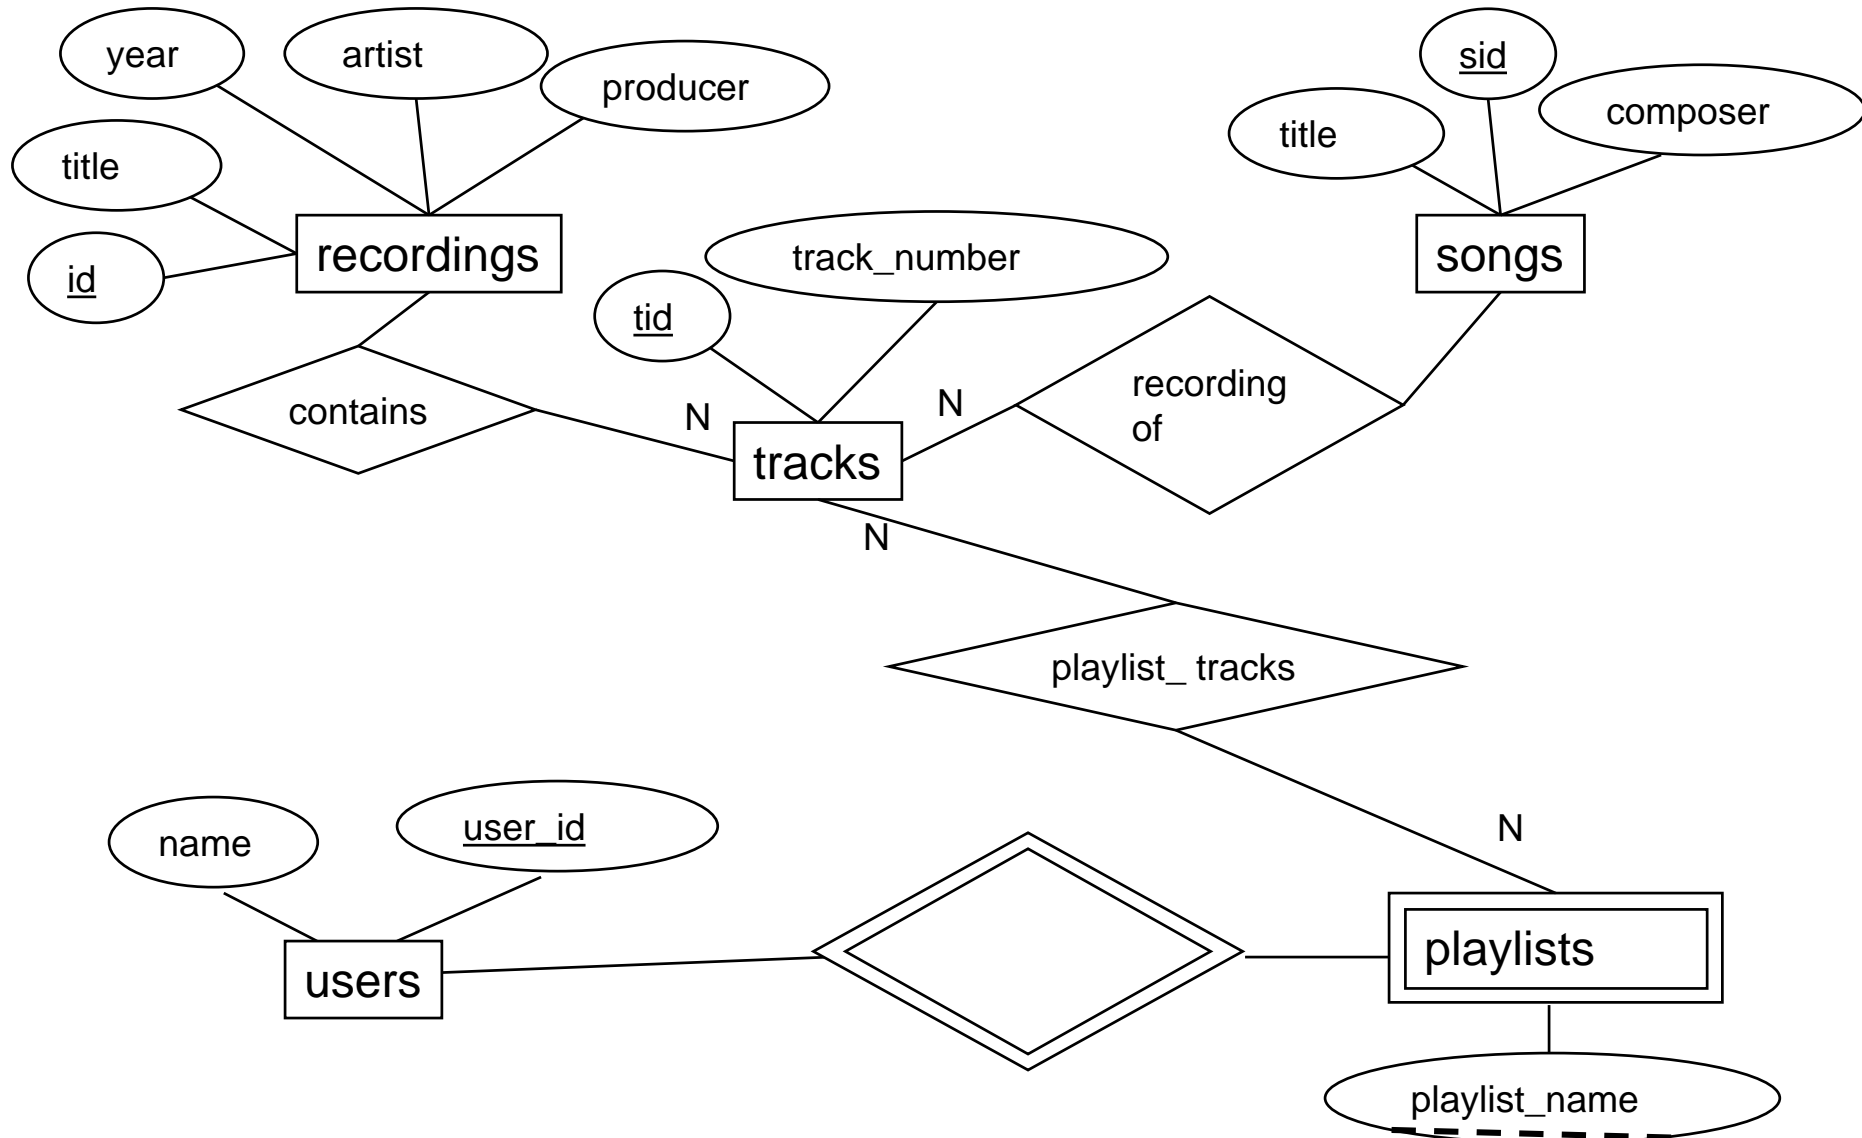 year
artist
producer
sid
composer
title
title
id
recordings
songs
track_number
tid
contains
N
N
recording
of
tracks
N
playlist_ tracks
N
name
user_id
users
playlists
playlist_name